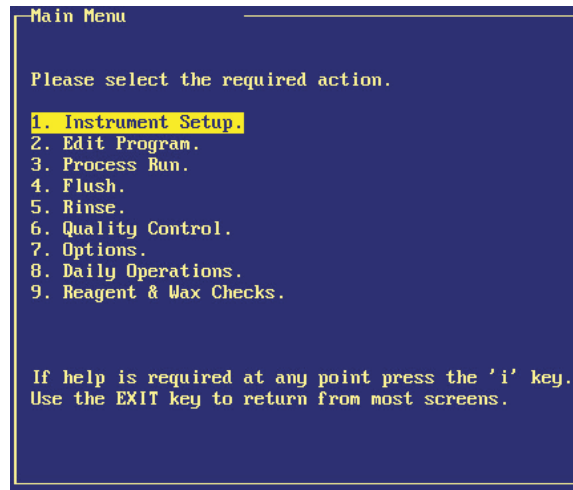 Main Menu
Please select the required action.
1. Instrument Setup.
2. Edit Program.
3. Process Run.
4. Flush.
5. Rinse.
6. Quality Control.
7. Options.
8. Daily Operations.
9. Reagent & Wax Checks.
If help is required at any point press the 'i' key.
Use the EXIT key to return from most screens.